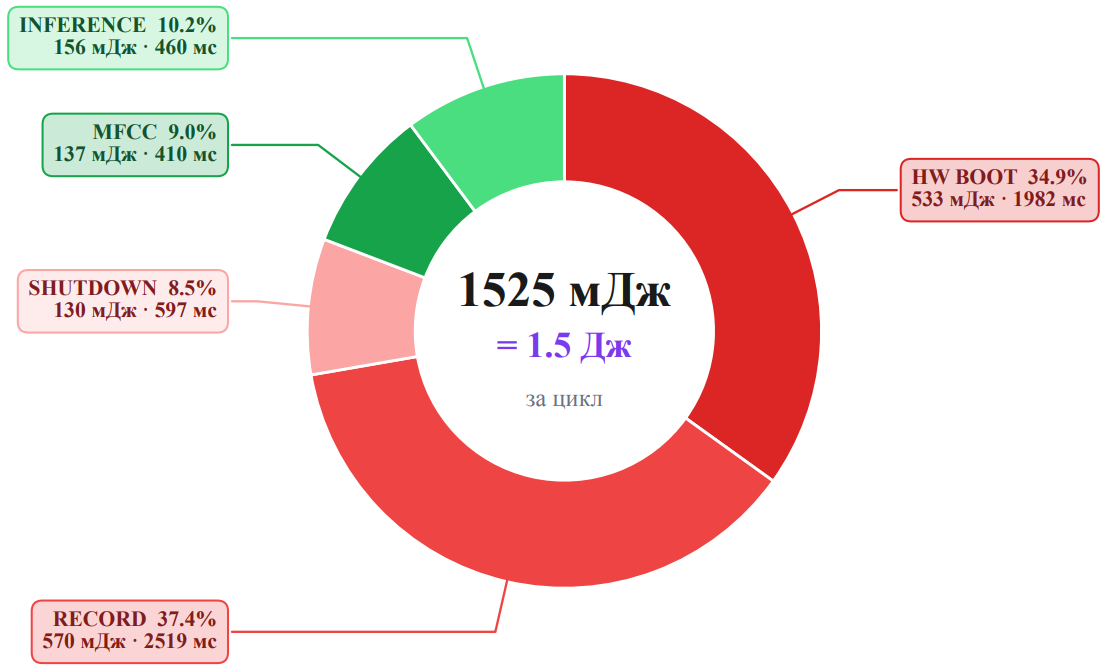 INFERENCE 10.2%
156 мДж · 460 мс
MFCC 9.0%
137 мДж · 410 мс
HW BOOT 34.9%
533 мДж · 1982 мс
SHUTDOWN 8.5%
130 мДж · 597 мс
1525 мДж
= 1.5 Дж
за цикл
RECORD 37.4%
570 мДж · 2519 мс